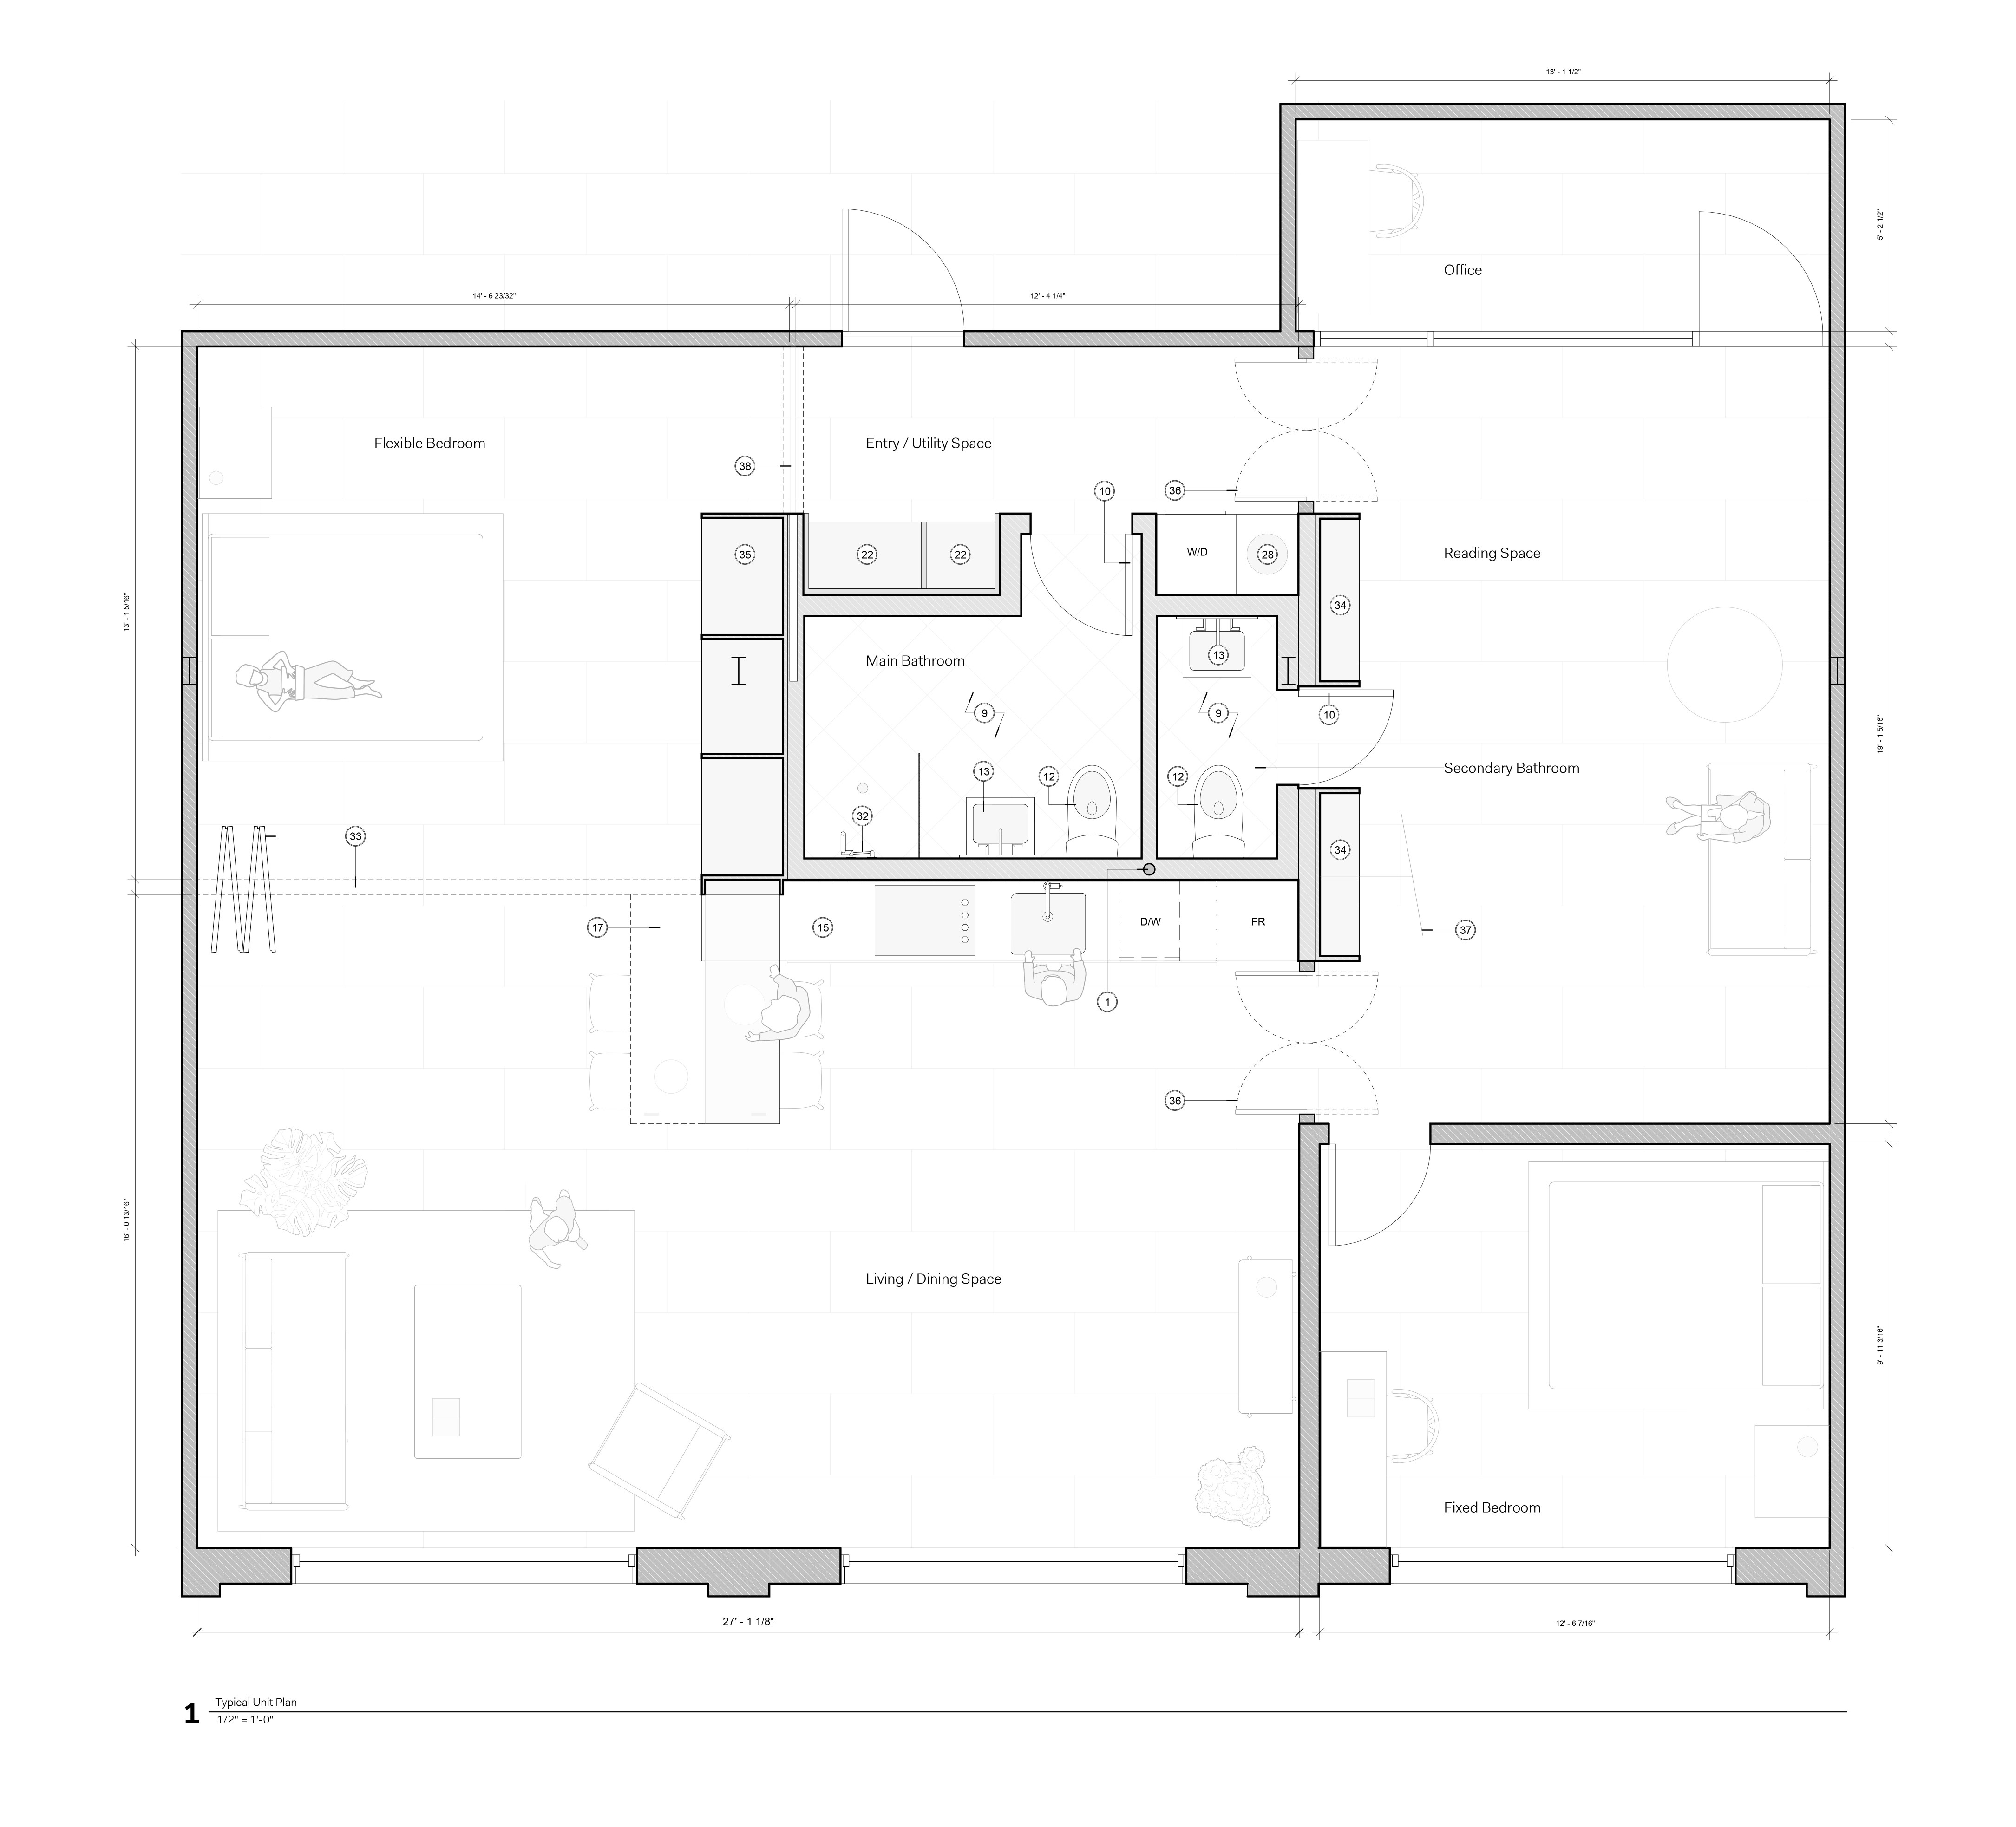 13' - 1 1/2"
5' - 2 1/2"
Office
14' - 6 23/32"
12' - 4 1/4"
Flexible Bedroom
Entry / Utility Space
38
10
36
35
22
22
W/D
28
Reading Space
13' - 1 5/16"
34
Main Bathroom
13
9
9
10
19' - 1 5/16"
Secondary Bathroom
13
12
12
32
33
34
1
17
15
D/W
FR
37
36
16' - 0 13/16"
Living / Dining Space
9' - 11 3/16"
Fixed Bedroom
27' - 1 1/8"
12' - 6 7/16"
1
Typical Unit Plan
1/2" = 1'-0"